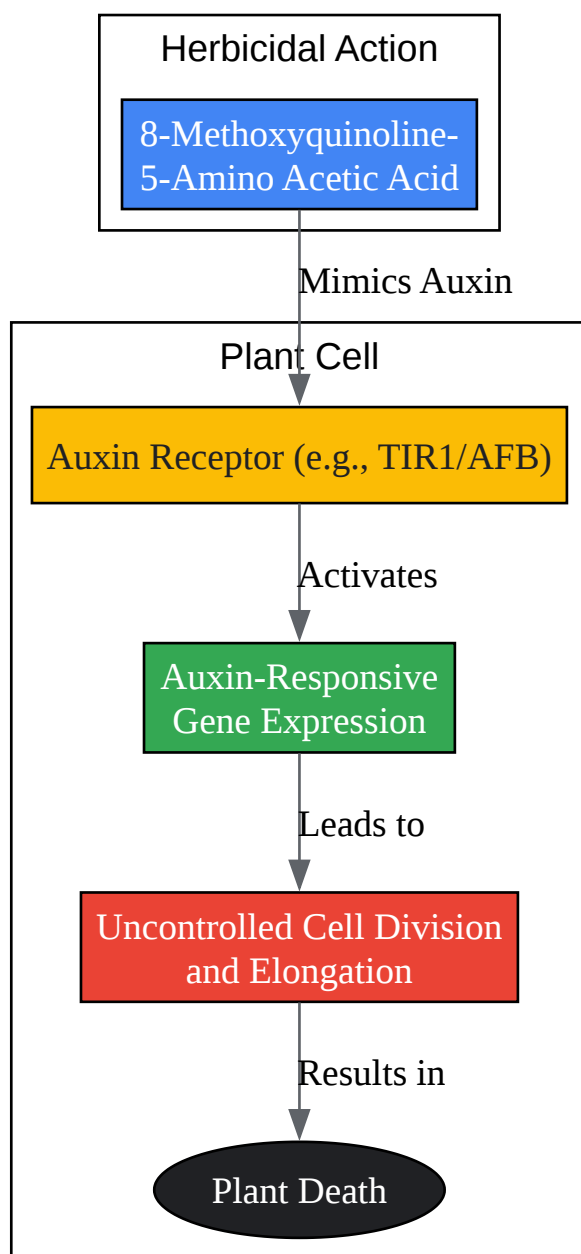 Herbicidal Action
8-Methoxyquinoline-
5-Amino Acetic Acid
Mimics Auxin
Plant Cell
Auxin Receptor (e.g., TIR1/AFB)
Activates
Auxin-Responsive
Gene Expression
Leads to
Uncontrolled Cell Division
and Elongation
Results in
Plant Death